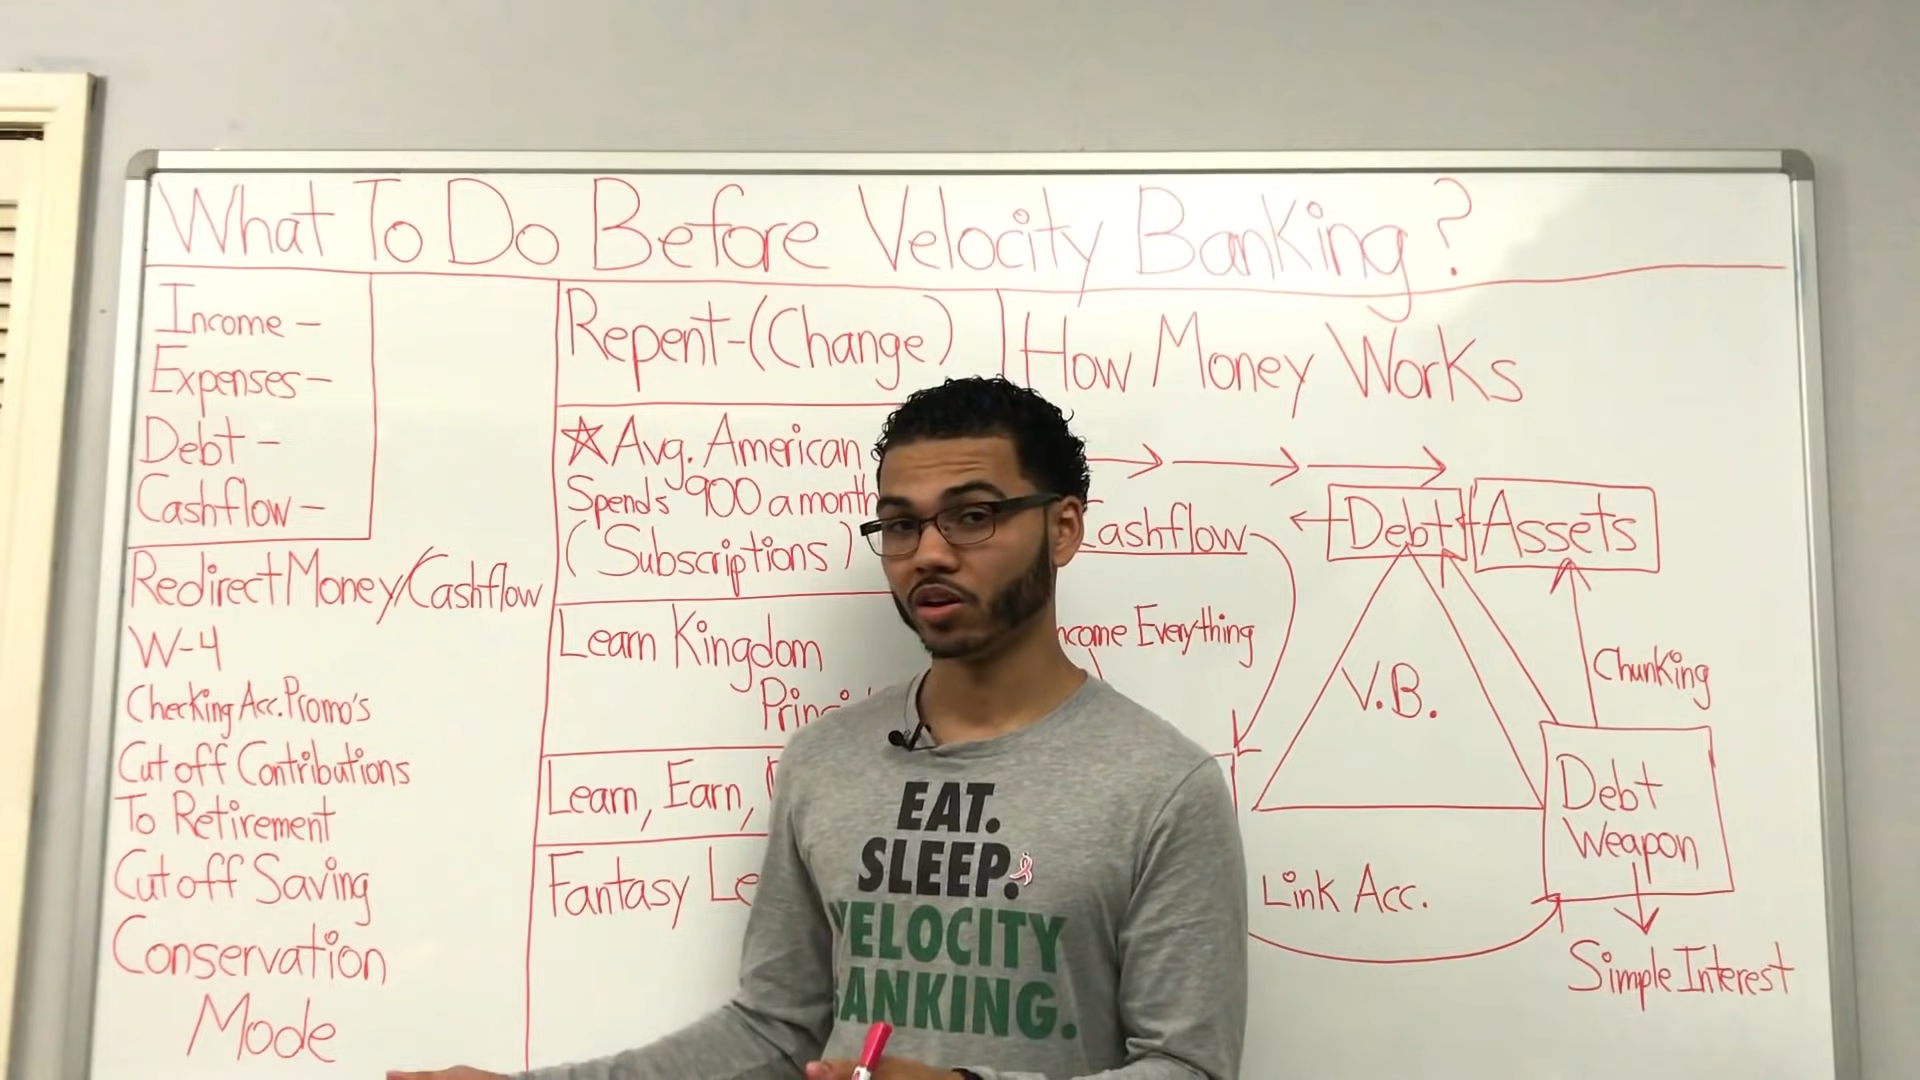 What To Do Before Velocity Banking?
Income -
Expenses -
Debt -
Cashflow -
Redirect Money/Cashflow
W-4
Checking Acc. Promo's
Cut off Contributions
To Retirement
Cut off Saving
Conservation
Mode
Repent-(Change)
☆Avg. American
Spends 900 a month
(Subscriptions)
Learn Kingdom
Learn, Earn,
Fantasy
How Money Works
Cashflow
Debt
Assets
Everything
V.B.
Chunking
Debt
Weapon
Link Acc.
Simple Interest
EAT.
SLEEP.
VELOCITY
BANKING.